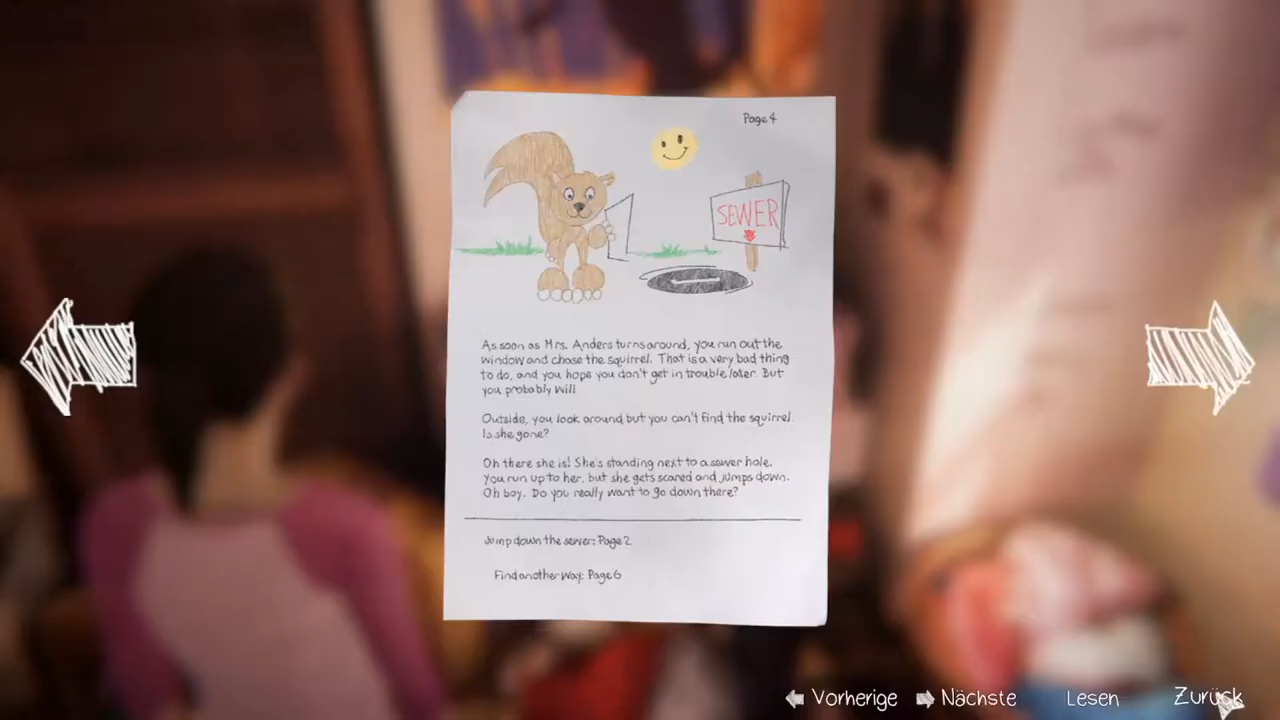 Page 4
SEWER
As soon as Mrs. Anders turns around, you run out the
window and chase the squirrel. That is a very bad thing
to do, and you hope you don't get in trouble later. But
you probably will
Outside, you look around but you can't find the squirrel.
Is she gone?
Oh there she is! She's standing next to a sewer hole.
You run up to her, but she gets scared and jumps down.
Oh boy. Do you really want to go down there?
Jump down the sewer: Page 2
Find another Way: Page 6
Vorherige Nächste Lesen Zurück